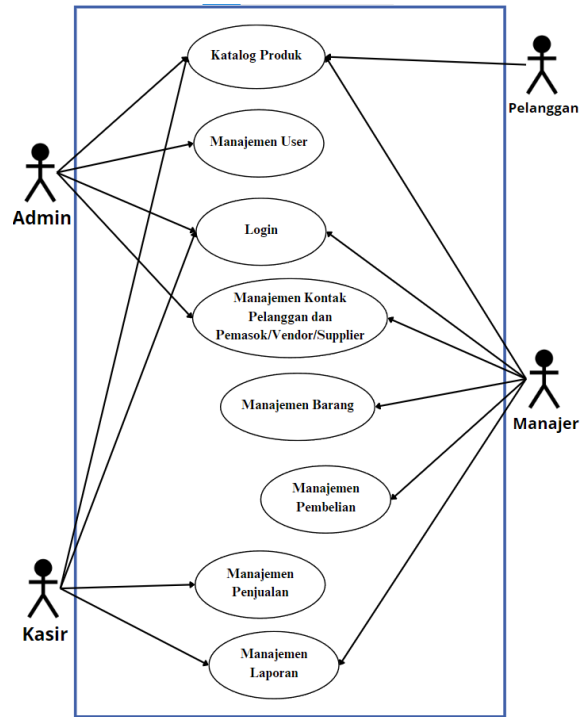 Katalog Produk
Pelanggan
Manajemen User
Admin
Login
Manajemen Kontak
Pelanggan dan
Pemasok/Vendor/Supplier
Manajemen Barang
Manajer
Manajemen
Pembelian
Manajemen
Penjualan
Kasir
Manajemen
Laporan